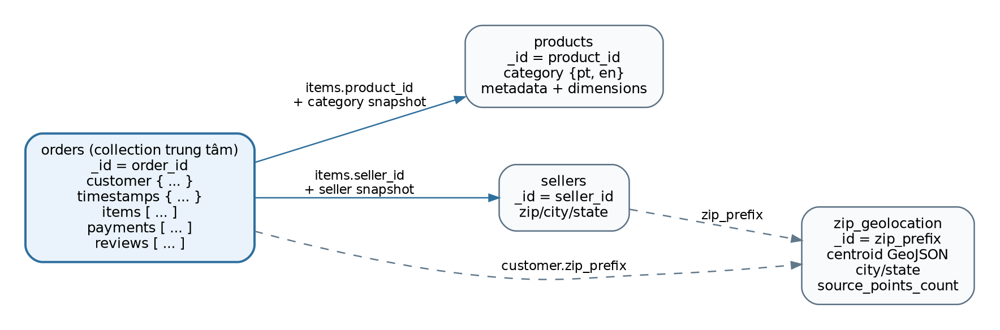 products
_id = product_id
category {pt, en}
metadata + dimensions
items.product_id
+ category snapshot
orders (collection trung tâm)
_id = order_id
customer { ... }
timestamps { ... }
items [ ... ]
payments [ ... ]
reviews [ ... ]
items.seller_id
+ seller snapshot
sellers
_id = seller_id
zip/city/state
zip_prefix
customer.zip_prefix
zip_geolocation
_id = zip_prefix
centroid GeoJSON
city/state
source_points_count